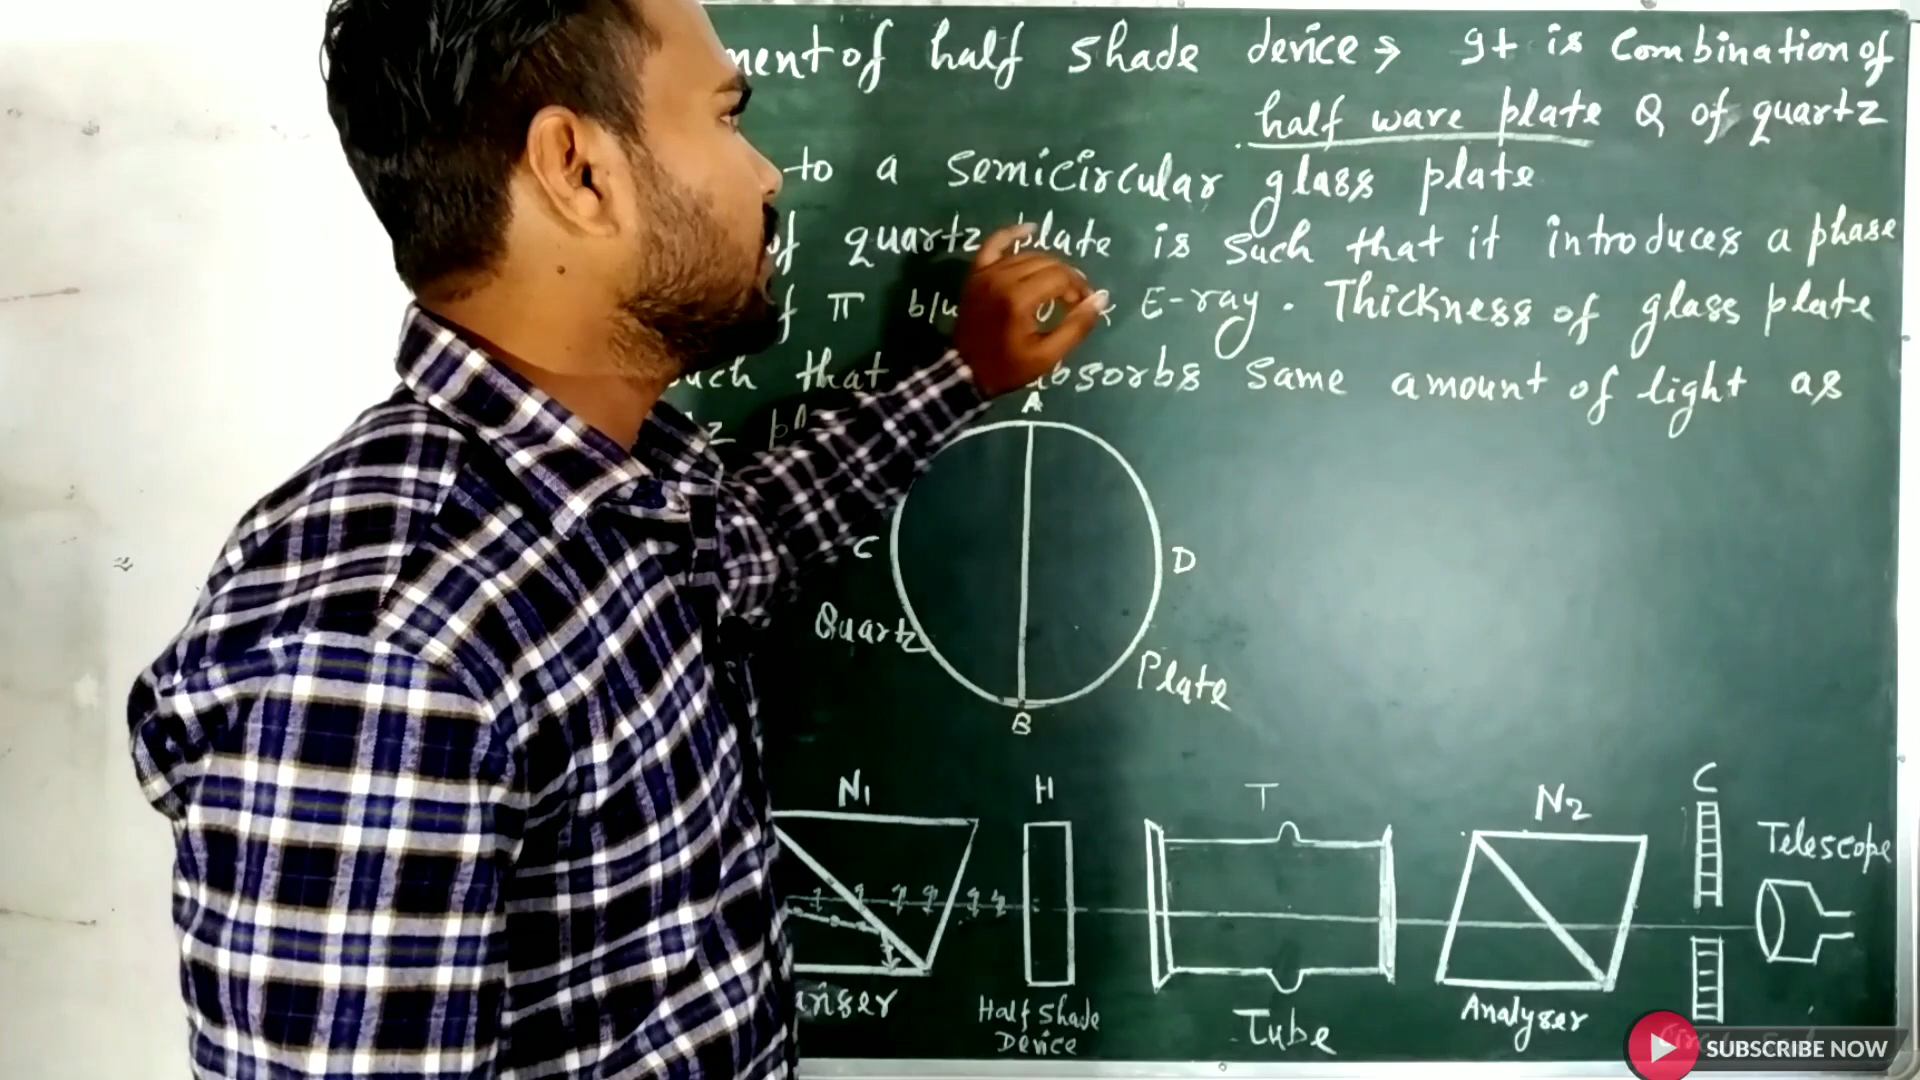 ment of half shade device → It is Combination of
half wave plate Q of quartz
to a semicircular glass plate
of quartz plate is such that it introduces a phase
f π b/w E-ray. Thickness of glass plate
uch that absorbs same amount of light as
z pl
A
C
D
Quartz
Plate
B
N1
H
T
N2
C
Telescope
Half Shade
Device
Tube
Analyser
SUBSCRIBE NOW